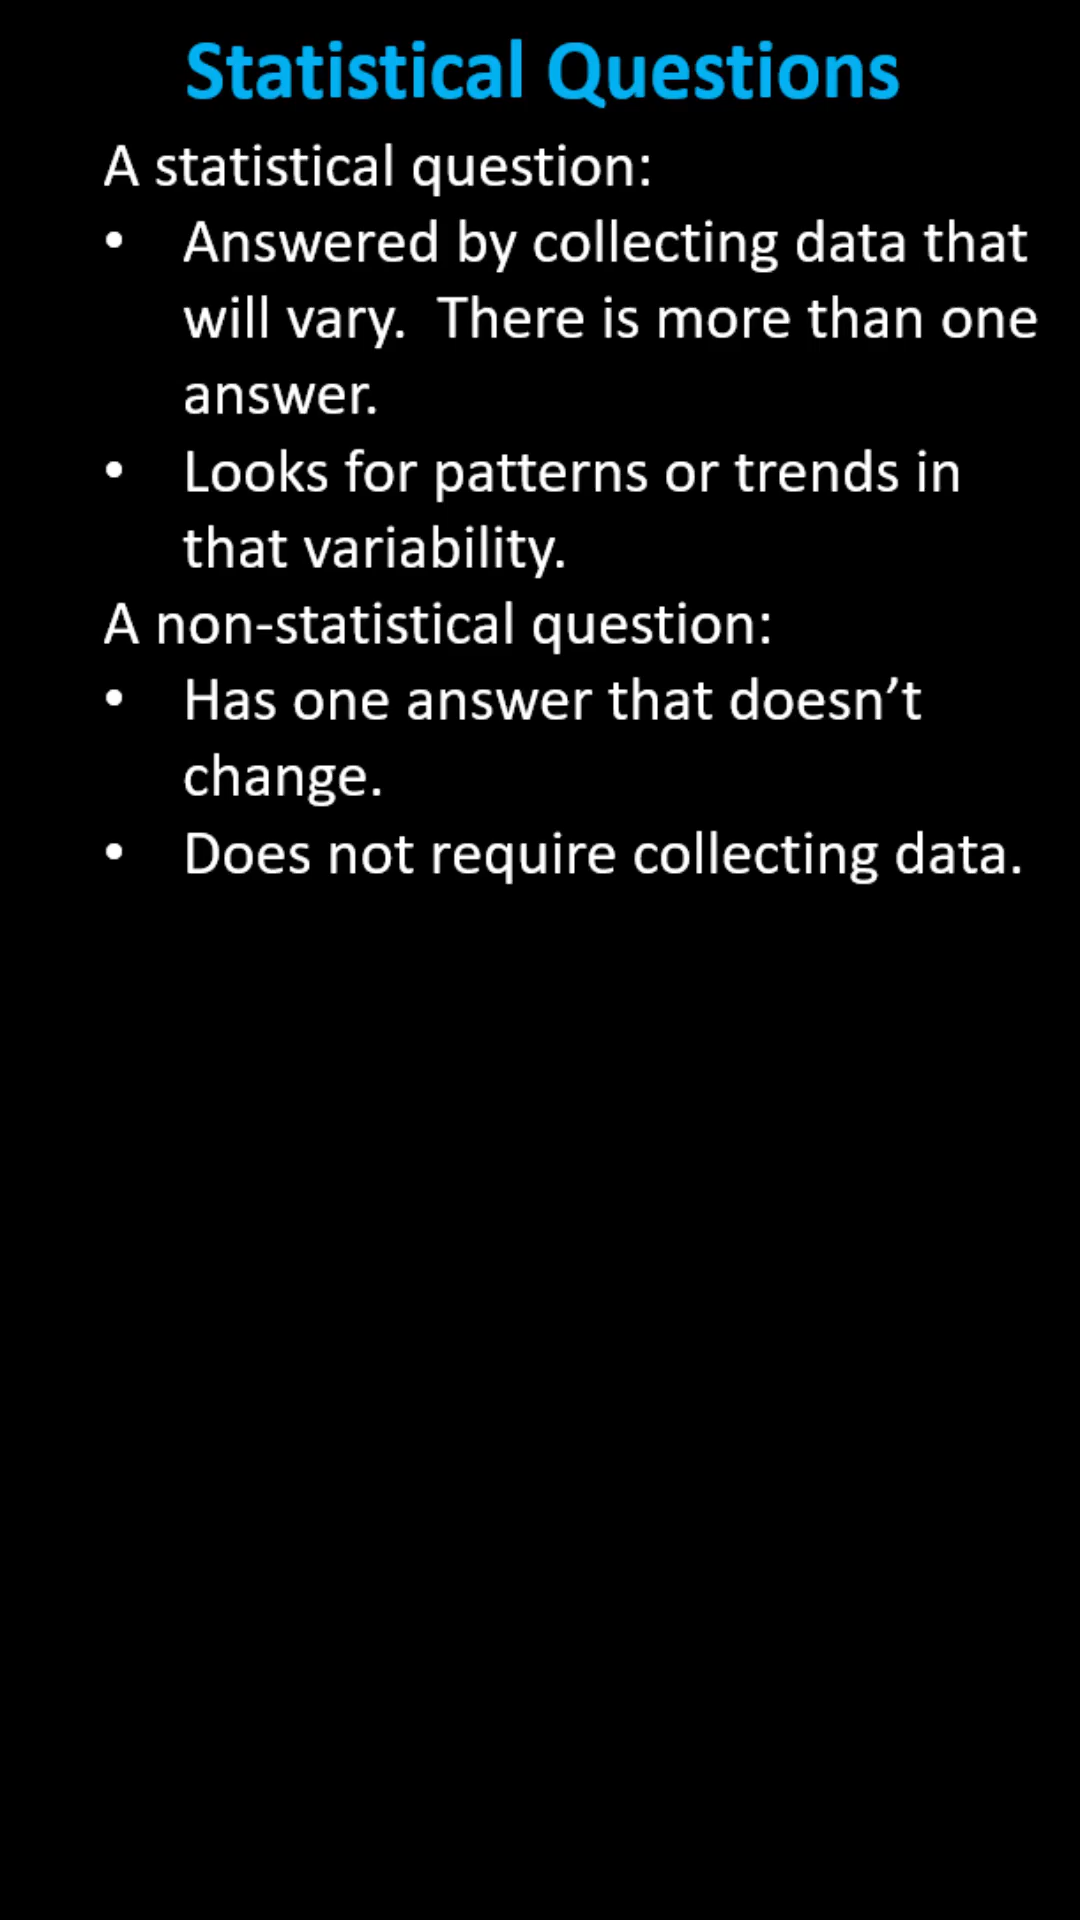 Statistical Questions
A statistical question:
• Answered by collecting data that
will vary.  There is more than one
answer.
• Looks for patterns or trends in
that variability.
A non-statistical question:
• Has one answer that doesn’t
change.
• Does not require collecting data.